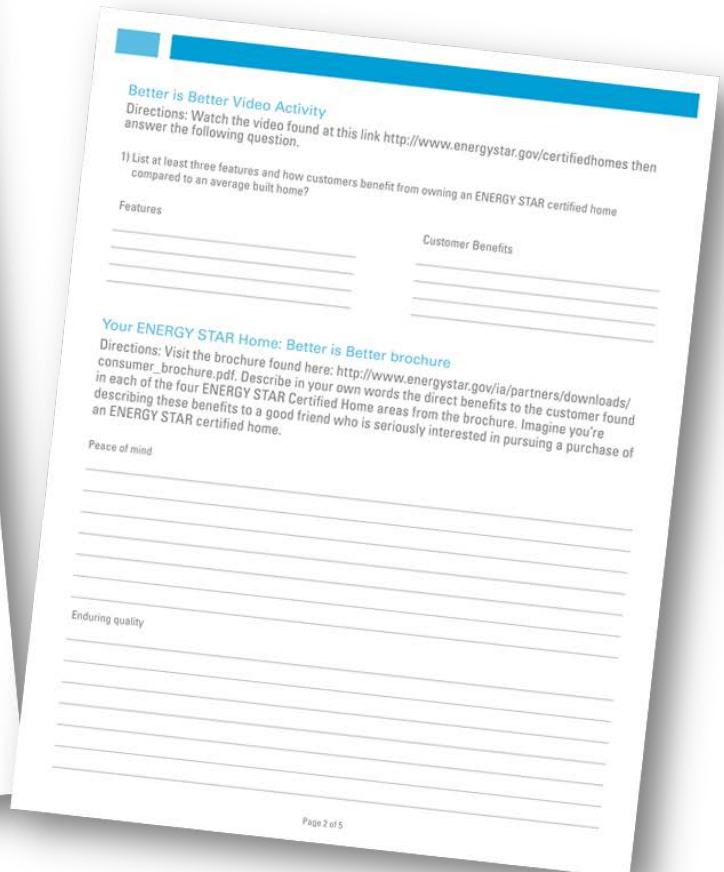 Better is Better Video Activity
Directions: Watch the video found at this link http://www.energystar.gov/certifiedhomes then
answer the following question.
1) List at least three features and how customers benefit from owning an ENERGY STAR certified home
compared to an average built home?
Features
Customer Benefits
Your ENERGY STAR Home: Better is Better brochure
Directions: Visit the brochure found here: http://www.energystar.gov/ia/partners/downloads/
consumer_brochure.pdf. Describe in your own words the direct benefits to the customer found
in each of the four ENERGY STAR Certified Home areas from the brochure. Imagine you're
describing these benefits to a good friend who is seriously interested in pursuing a purchase of
an ENERGY STAR certified home.
Peace of mind
Enduring quality
Page 2 of 5